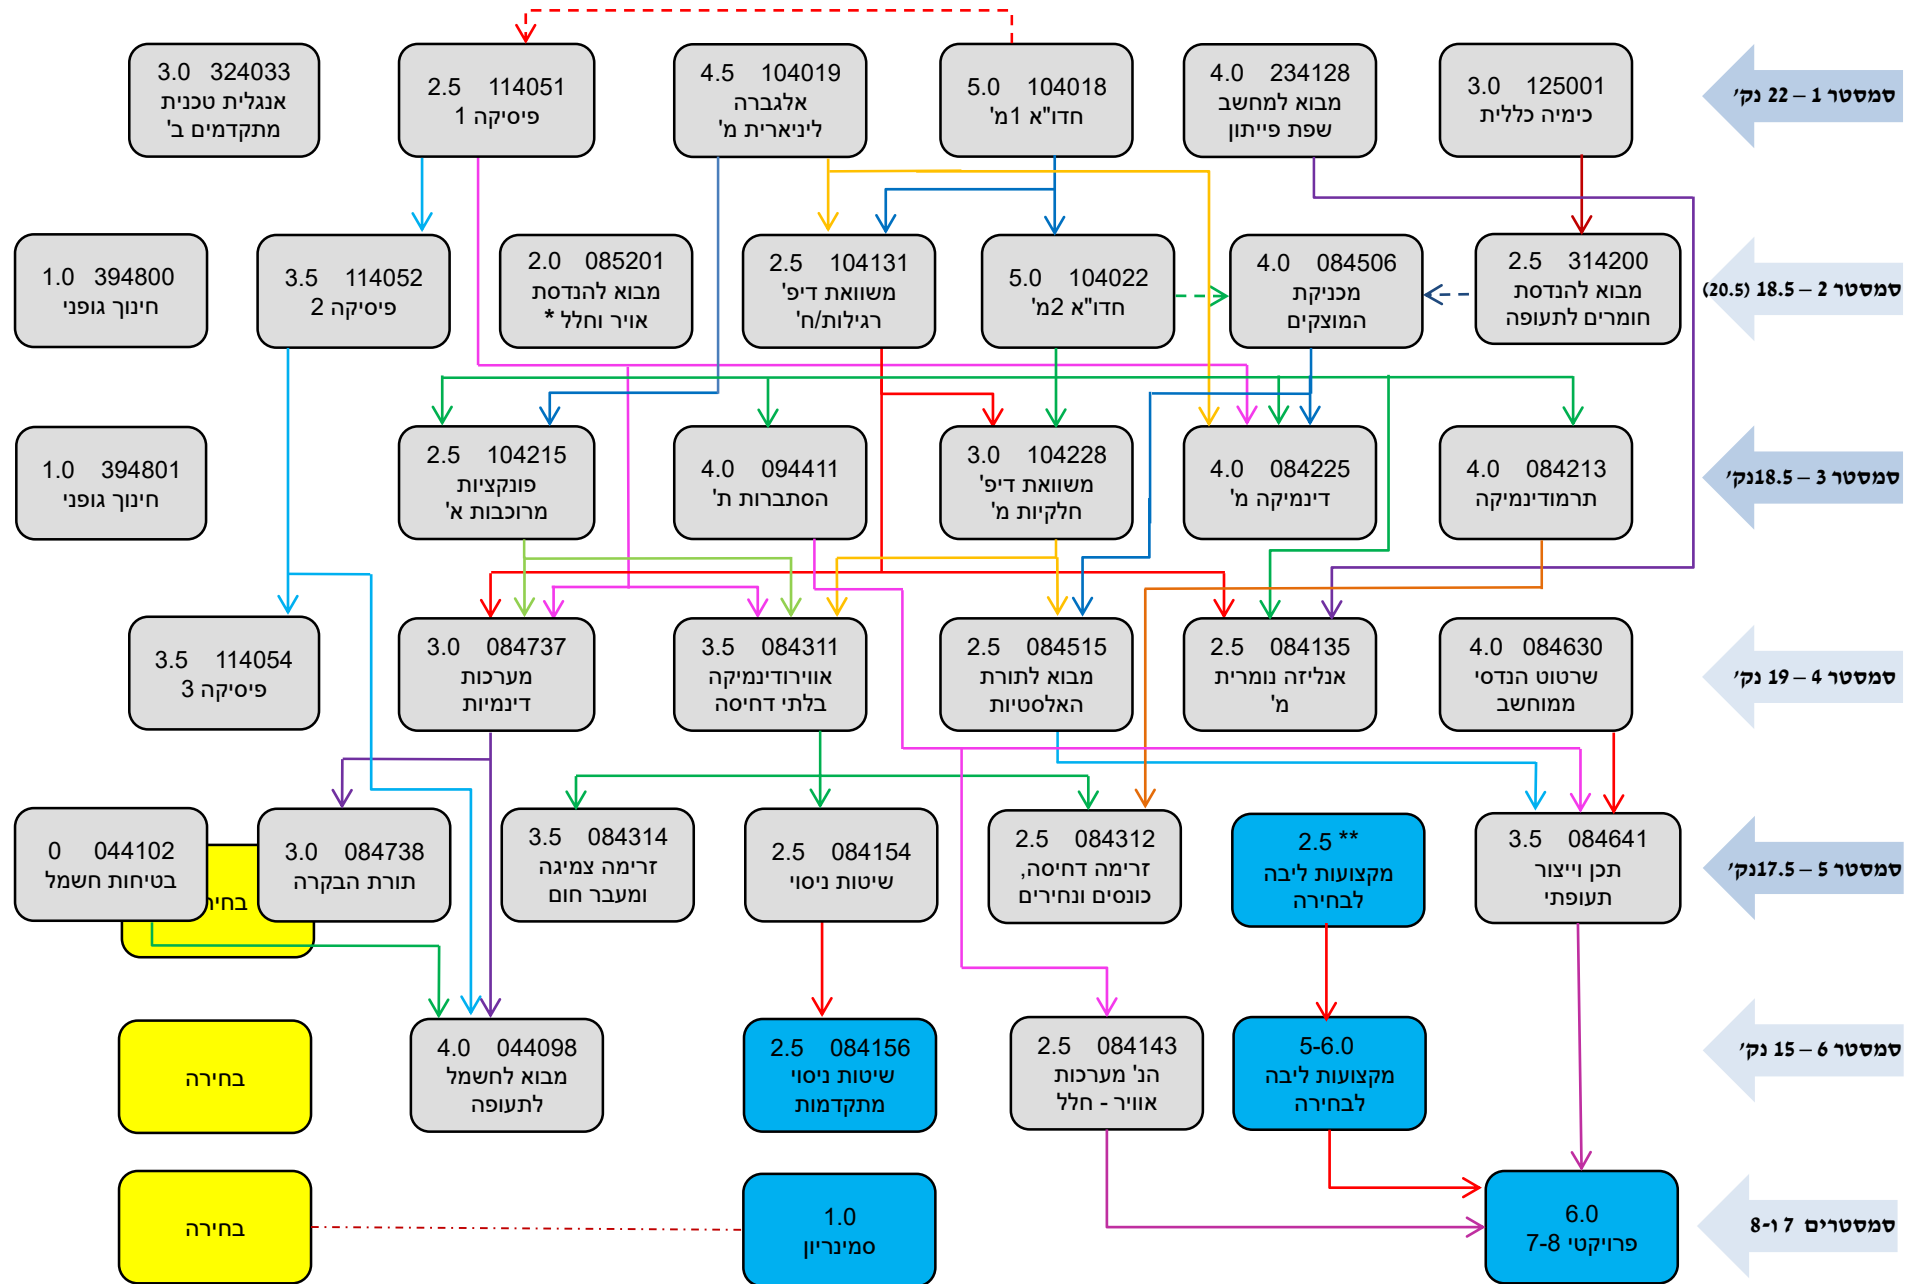 סמסטר 1 – 22 נק'
3.0 125001
כימיה כללית
4.0 234128
מבוא למחשב
שפת פייתון
5.0 104018
חדו"א 1מ'
4.5 104019
אלגברה
ליניארית מ'
2.5 114051
פיסיקה 1
3.0 324033
אנגלית טכנית
מתקדמים ב'
סמסטר 2 – 18.5 (20.5)
2.5 314200
מבוא להנדסת
חומרים לתעופה
4.0 084506
מכניקת
המוצקים
5.0 104022
חדו"א 2מ'
2.5 104131
משוואת דיפ'
רגילות/ח'
2.0 085201
מבוא להנדסת
אויר וחלל *
3.5 114052
פיסיקה 2
1.0 394800
חינוך גופני
סמסטר 3 – 18.5נק'
4.0 084213
תרמודינמיקה
4.0 084225
דינמיקה מ'
3.0 104228
משוואת דיפ'
חלקיות מ'
4.0 094411
הסתברות ת'
2.5 104215
פונקציות
מרוכבות א'
1.0 394801
חינוך גופני
סמסטר 4 – 19 נק'
4.0 084630
שרטוט הנדסי
ממוחשב
2.5 084135
אנליזה נומרית
מ'
2.5 084515
מבוא לתורת
האלסטיות
3.5 084311
אווירודינמיקה
בלתי דחיסה
3.0 084737
מערכות
דינמיות
3.5 114054
פיסיקה 3
סמסטר 5 – 17.5נק'
3.5 084641
תכן וייצור
תעופתי
2.5 **
מקצועות ליבה
לבחירה
2.5 084312
זרימה דחיסה,
כונסים ונחירים
2.5 084154
שיטות ניסוי
3.5 084314
זרימה צמיגה
ומעבר חום
3.0 084738
תורת הבקרה
0 044102
בטיחות חשמל
סמסטר 6 – 15 נק'
5-6.0
מקצועות ליבה
לבחירה
2.5 084143
הנ' מערכות
אוויר - חלל
2.5 084156
שיטות ניסוי
מתקדמות
4.0 044098
מבוא לחשמל
לתעופה
בחירה
סמסטרים 7 ו-8
6.0
פרויקטי 7-8
1.0
סמינריון
בחירה